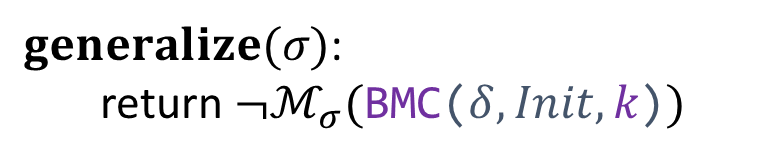 generalize(σ):
return ¬ℳσ(BMC(δ, Init, k))